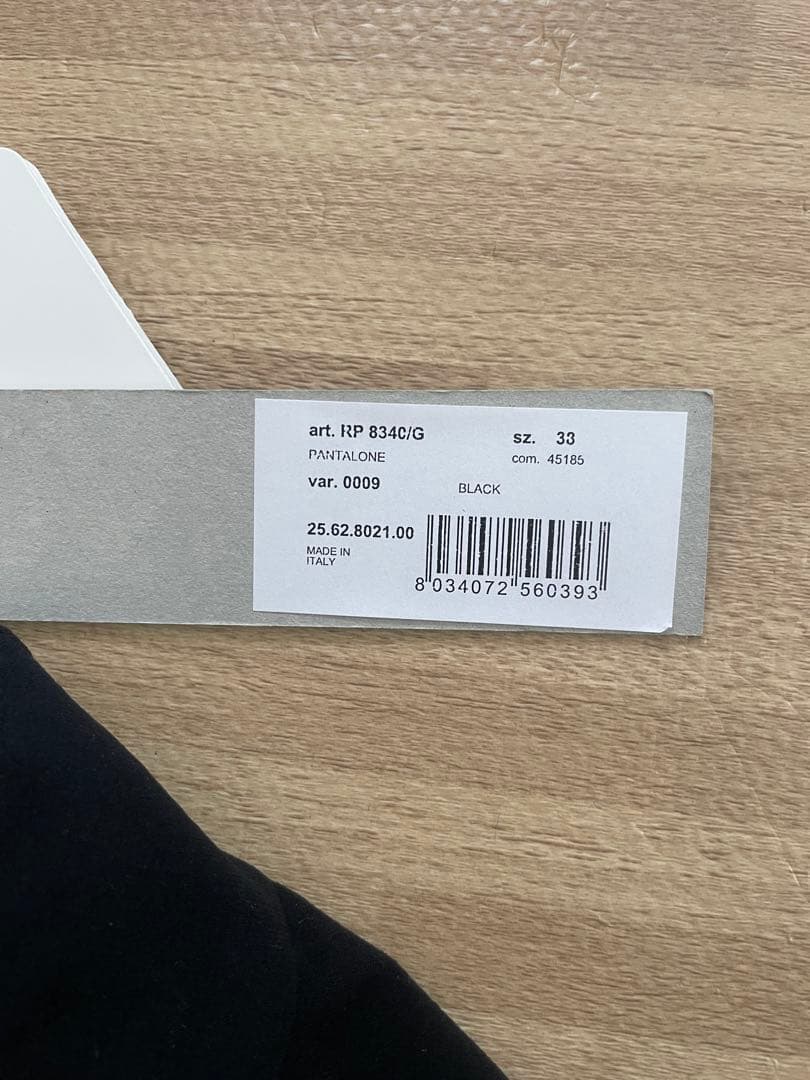 art. RP 8340/G
sz. 33
PANTALONE
com. 45185
var. 0009
BLACK
25.62.8021.00
MADE IN
ITALY
8 034072 560393